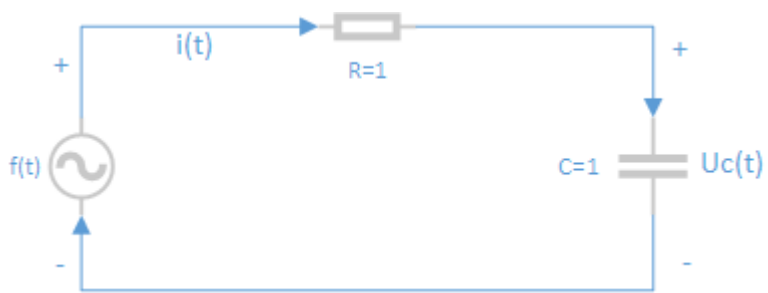 i(t)
+
+
R=1
f(t)
C=1
Uc(t)
-
-